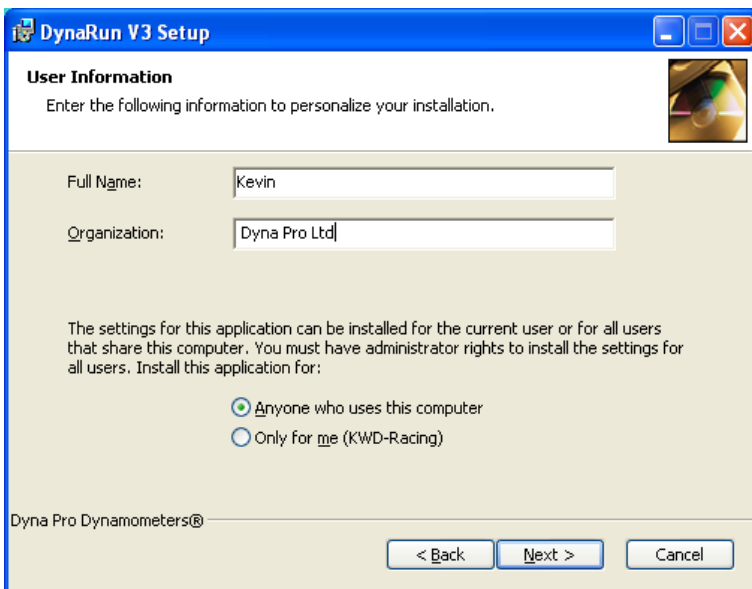 DynaRun V3 Setup
User Information
Enter the following information to personalize your installation.
Full Name:
Kevin
Organization:
Dyna Pro Ltd
The settings for this application can be installed for the current user or for all users
that share this computer. You must have administrator rights to install the settings for
all users. Install this application for:
Anyone who uses this computer
Only for me (KWD-Racing)
Dyna Pro Dynamometers®
< Back
Next >
Cancel